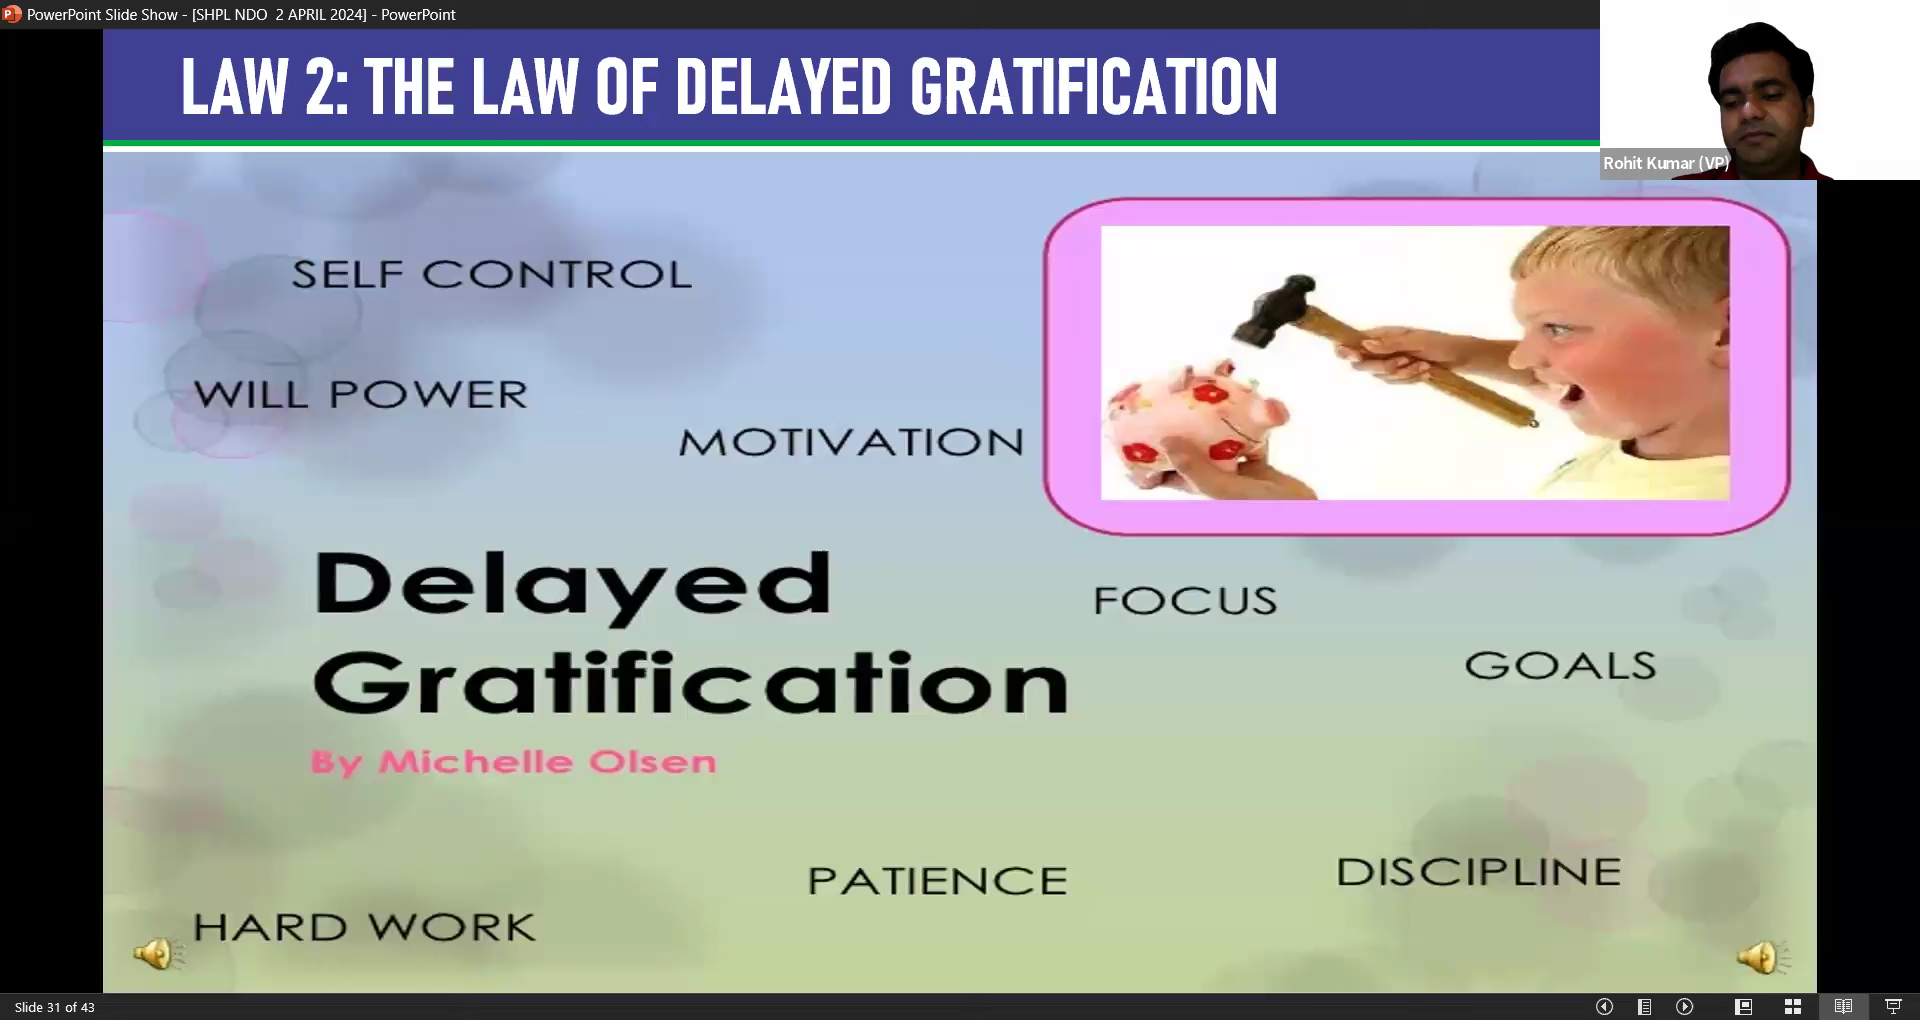 PowerPoint Slide Show - [SHPL NDO  2 APRIL 2024] - PowerPoint
LAW 2: THE LAW OF DELAYED GRATIFICATION
Rohit Kumar (VP)
SELF CONTROL
WILL POWER
MOTIVATION
Delayed
Gratification
By Michelle Olsen
FOCUS
GOALS
PATIENCE
DISCIPLINE
HARD WORK
Slide 31 of 43